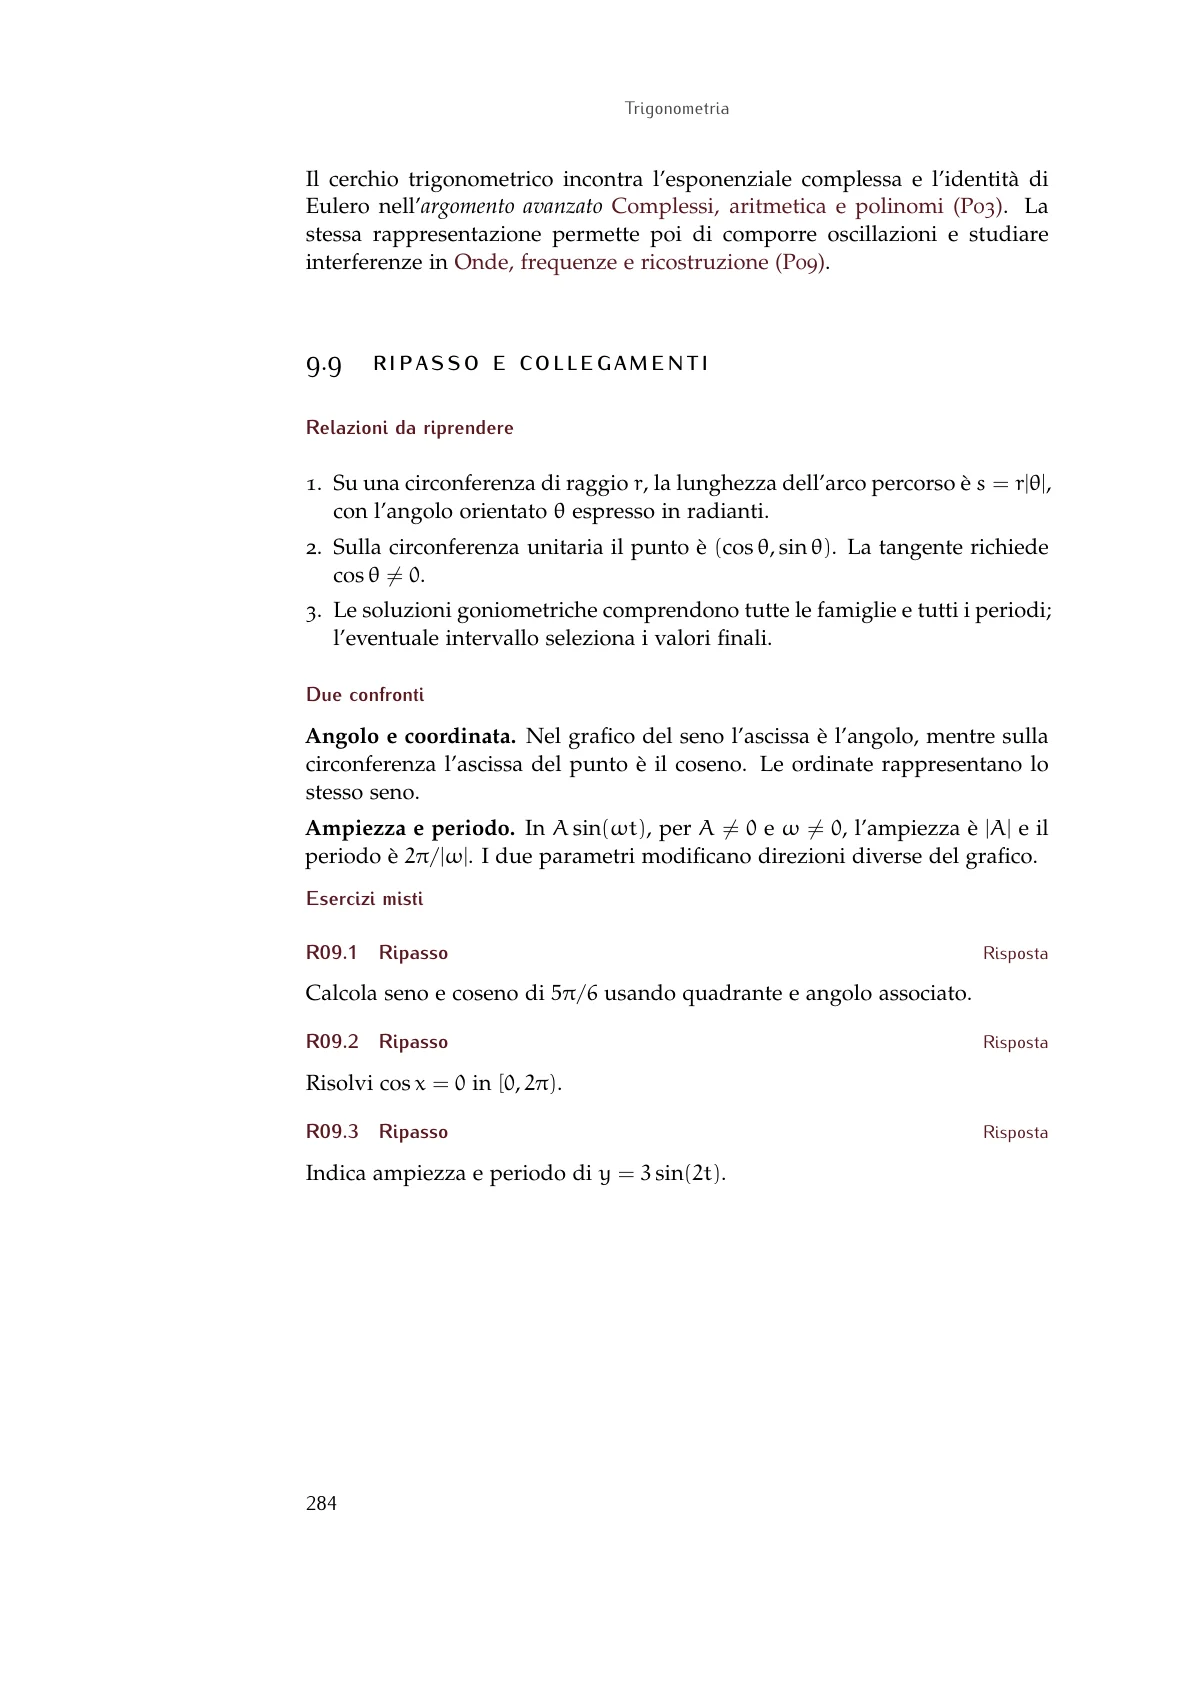 Trigonometria
Il cerchio trigonometrico incontra l'esponenziale complessa e l'identità di
Eulero nell'argomento avanzato Complessi, aritmetica e polinomi (P03). La
stessa rappresentazione permette poi di comporre oscillazioni e studiare
interferenze in Onde, frequenze e ricostruzione (P09).
9.9 RIPASSO E COLLEGAMENTI
Relazioni da riprendere
1. Su una circonferenza di raggio r, la lunghezza dell'arco percorso è s = r|θ|,
con l'angolo orientato θ espresso in radianti.
2. Sulla circonferenza unitaria il punto è (cos θ, sin θ). La tangente richiede
cos θ ≠ 0.
3. Le soluzioni goniometriche comprendono tutte le famiglie e tutti i periodi;
l'eventuale intervallo seleziona i valori finali.
Due confronti
Angolo e coordinata. Nel grafico del seno l'ascissa è l'angolo, mentre sulla
circonferenza l'ascissa del punto è il coseno. Le ordinate rappresentano lo
stesso seno.
Ampiezza e periodo. In A sin(ωt), per A ≠ 0 e ω ≠ 0, l'ampiezza è |A| e il
periodo è 2π/|ω|. I due parametri modificano direzioni diverse del grafico.
Esercizi misti
R09.1 Ripasso Risposta
Calcola seno e coseno di 5π/6 usando quadrante e angolo associato.
R09.2 Ripasso Risposta
Risolvi cos x = 0 in [0, 2π).
R09.3 Ripasso Risposta
Indica ampiezza e periodo di y = 3 sin(2t).
284